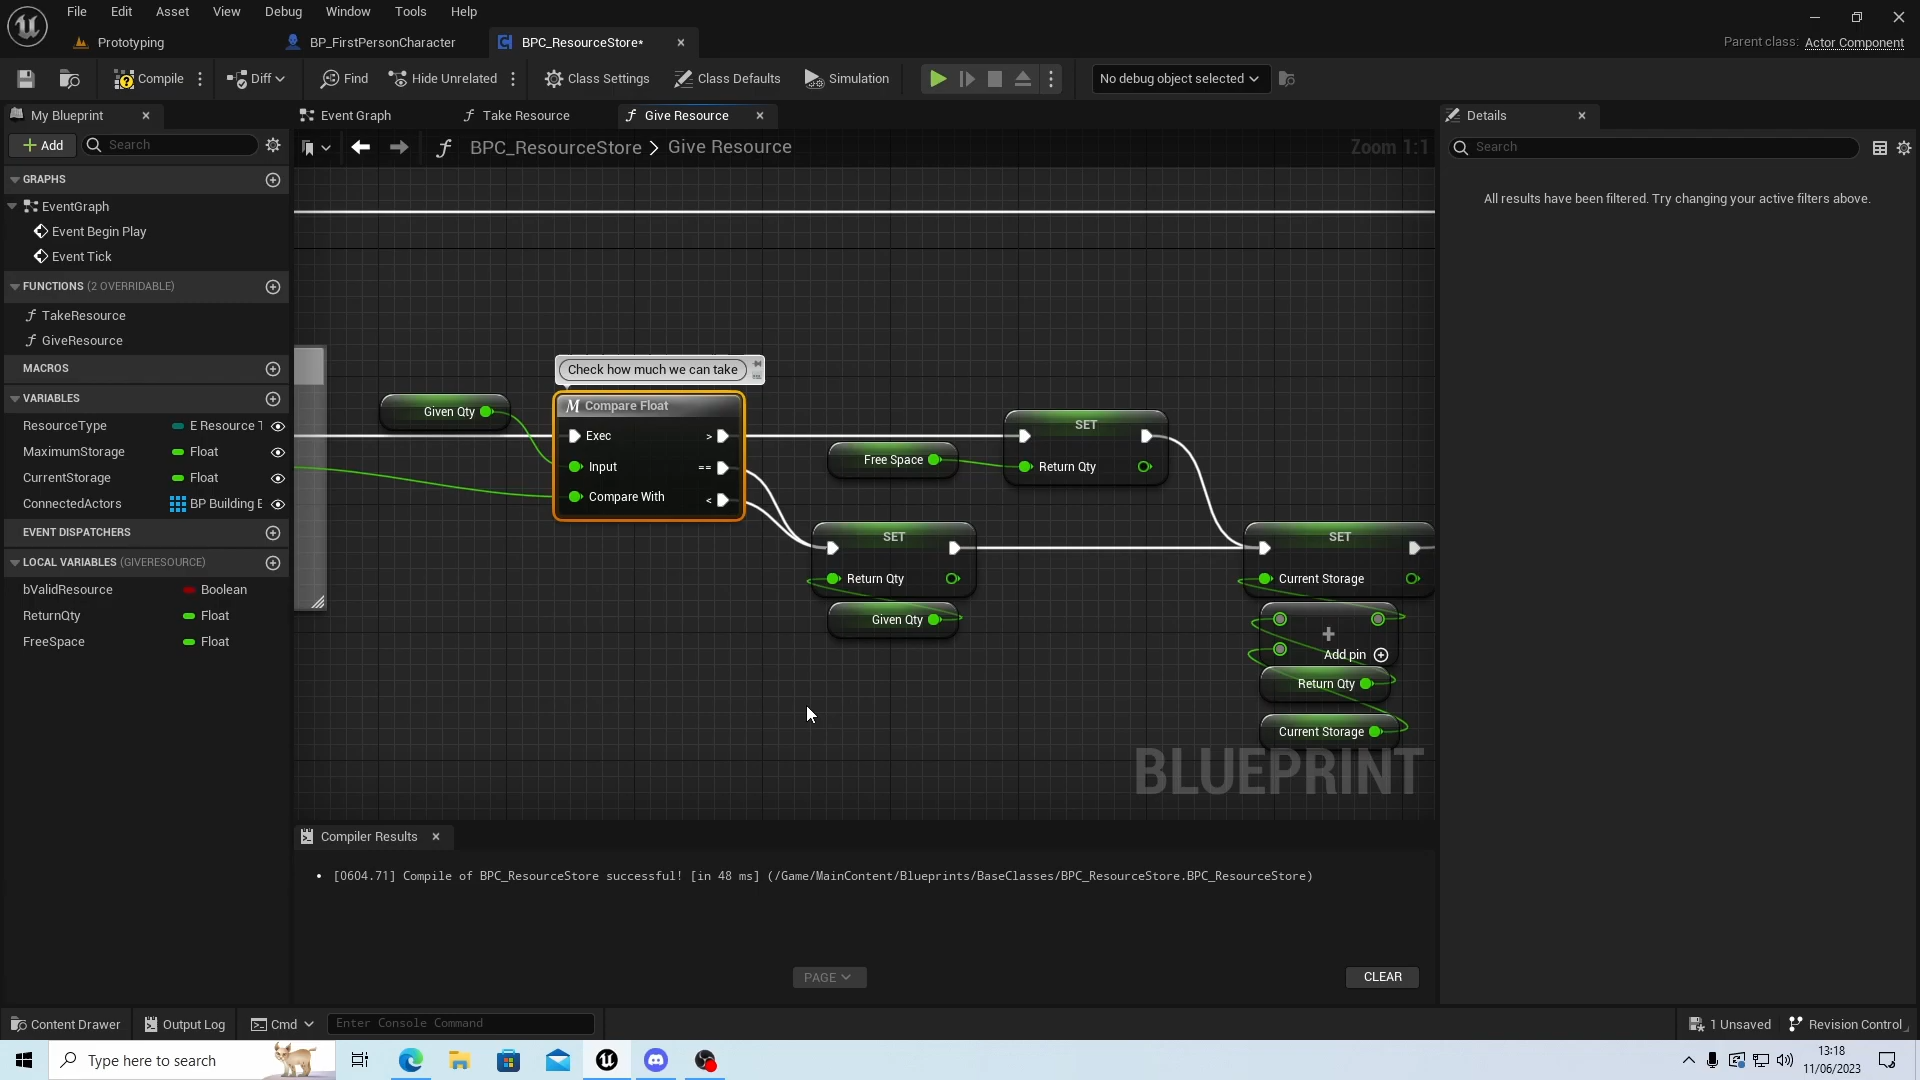 File Edit Asset View Debug Window Tools Help
Prototyping BP_FirstPersonCharacter BPC_ResourceStore*
Parent class: Actor Component
Compile Diff Find Hide Unrelated Class Settings Class Defaults Simulation No debug object selected
My Blueprint
Event Graph Take Resource Give Resource
Details
Add Search
BPC_ResourceStore > Give Resource
Zoom 1:1
Search
All results have been filtered. Try changing your active filters above.
GRAPHS
EventGraph
Event Begin Play
Event Tick
FUNCTIONS (2 OVERRIDABLE)
TakeResource
GiveResource
MACROS
VARIABLES
ResourceType E Resource T
MaximumStorage Float
CurrentStorage Float
ConnectedActors BP Building E
EVENT DISPATCHERS
LOCAL VARIABLES (GIVERESOURCE)
bValidResource Boolean
ReturnQty Float
FreeSpace Float
Check how much we can take
Given Qty
Compare Float
Exec >
Input ==
Compare With <
Free Space
SET
Return Qty
SET
Return Qty
Given Qty
SET
Current Storage
Add pin
Return Qty
Current Storage
BLUEPRINT
Compiler Results
• [0604.71] Compile of BPC_ResourceStore successful! [in 48 ms] (/Game/MainContent/Blueprints/BaseClasses/BPC_ResourceStore.BPC_ResourceStore)
PAGE
CLEAR
Content Drawer Output Log Cmd Enter Console Command
1 Unsaved Revision Control
Type here to search
13:18
11/06/2023